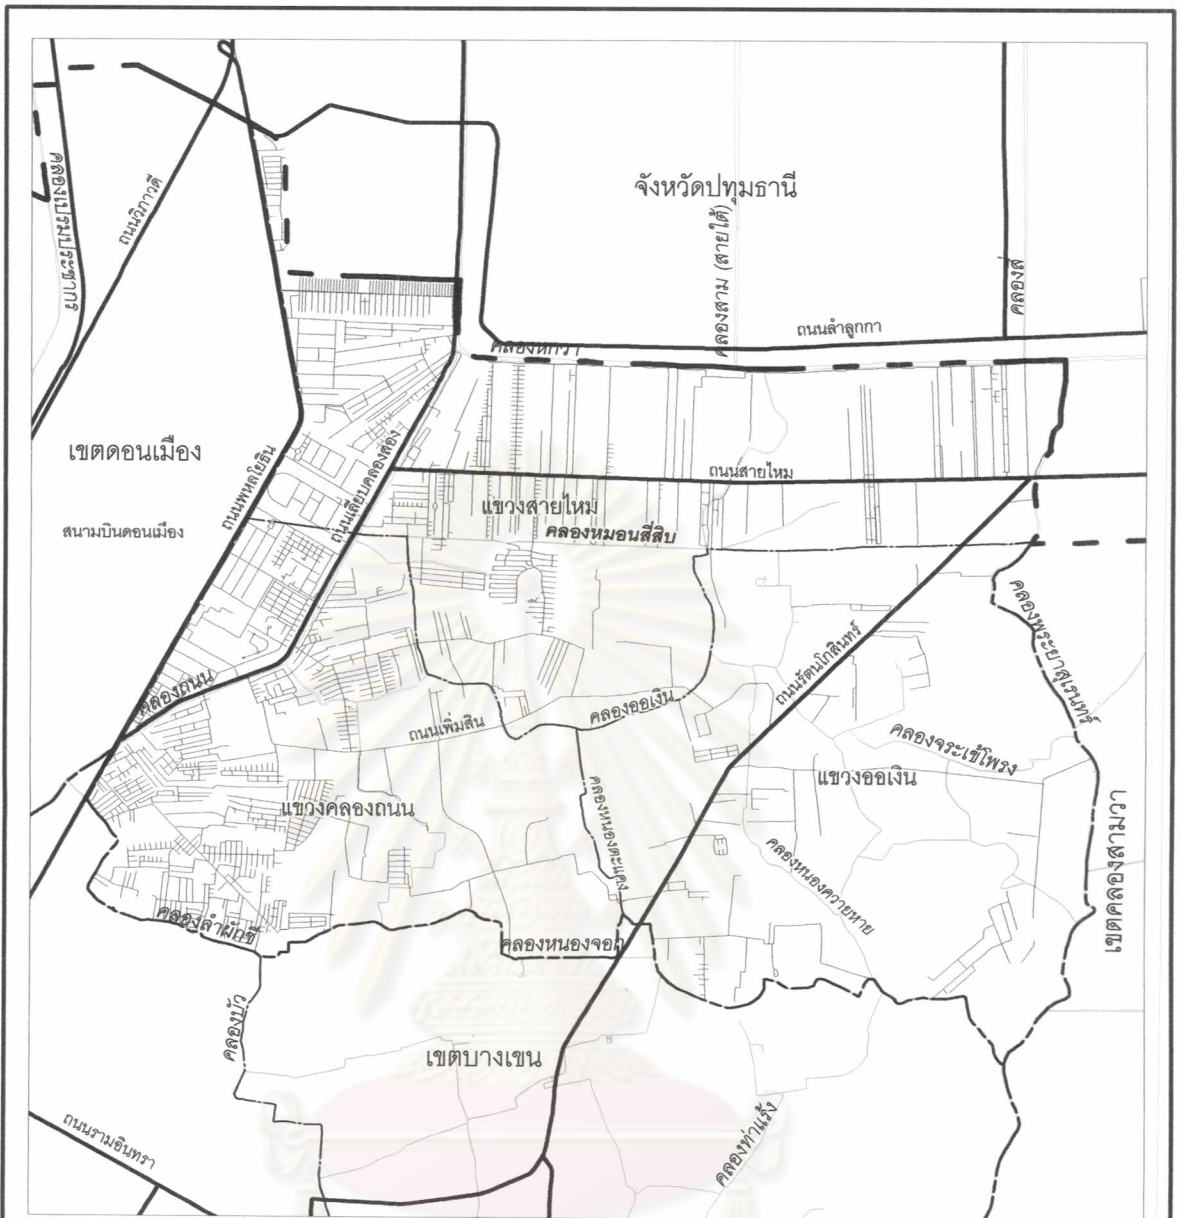 จังหวัดปทุมธานี
คลองเปรมประชากร
ถนนวิภาวดี
คลองสาม (สายใต้)
คลองส
ถนนลำลูกกา
คลองหกวา
เขตดอนเมือง
ถนนพหลโยธิน
ถนนเลียบคลองสอง
ถนนสายไหม
สนามบินดอนเมือง
แขวงสายไหม
คลองหมอนสี่สิบ
คลองพระยาสุเรนทร์
ถนนรัตนโกสินทร์
คลองถนน
คลองออเงิน
ถนนเพิ่มสิน
คลองจระเข้โพรง
แขวงออเงิน
แขวงคลองถนน
คลองหนองตะแคง
คลองหนองควายหาย
เขตคลองสามวา
คลองลำผักชี
คลองหนองจอก
คลองบัว
เขตบางเขน
ถนนรามอินทรา
คลองท่าแร้ง